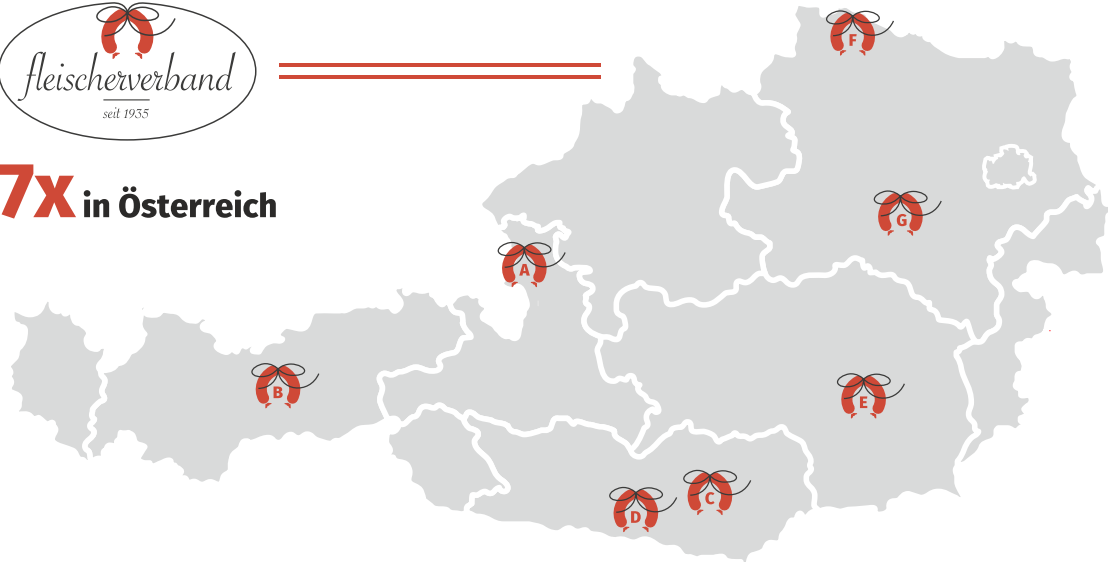 fleischerverband
seit 1935
7x in Österreich
F
G
A
B
E
C
D